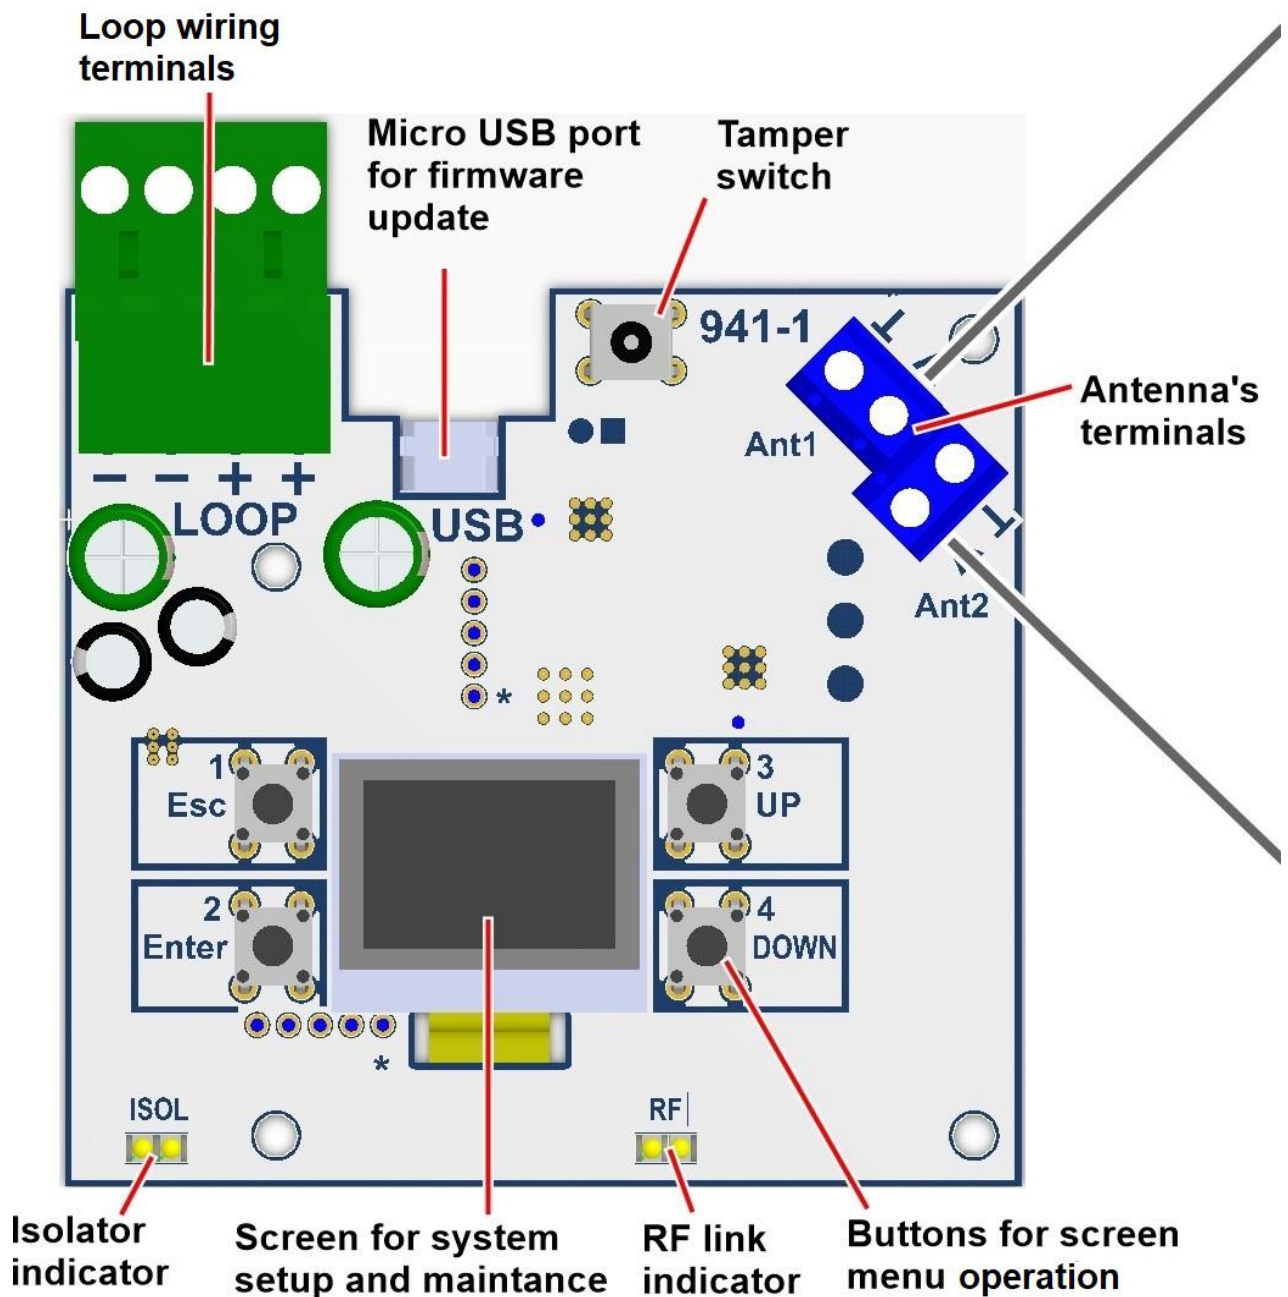 Loop wiring
terminals
Micro USB port
for firmware
update
Tamper
switch
941-1
Antenna's
terminals
Ant1
− − + +
LOOP
USB
Ant2
*
1
Esc
3
UP
2
Enter
4
DOWN
*
ISOL
RF
Isolator
indicator
Screen for system
setup and maintance
RF link
indicator
Buttons for screen
menu operation